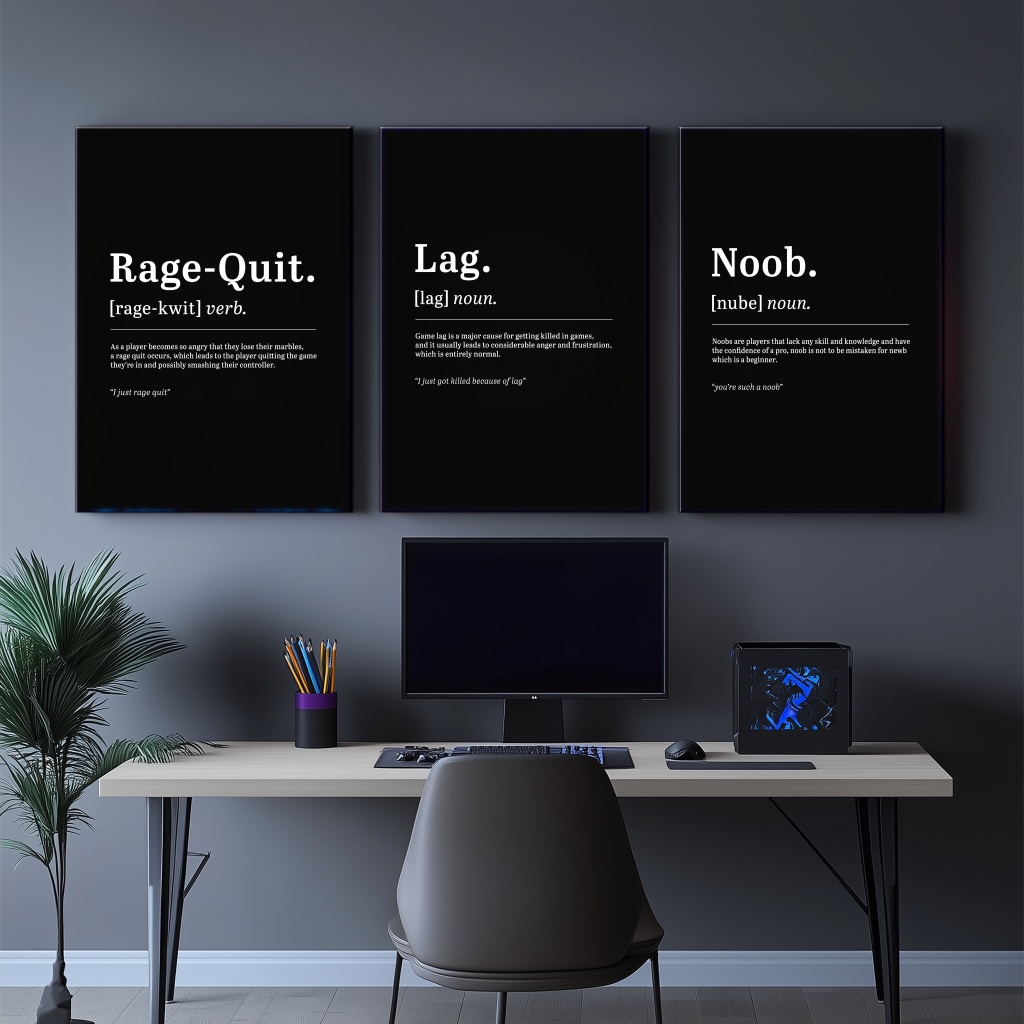 Rage-Quit.
[rage-kwit] verb.
As a player becomes so angry that they lose their marbles,
a rage quit occurs, which leads to the player quitting the game
they're in and possibly smashing their controller.
"I just rage quit"
Lag.
[lag] noun.
Game lag is a major cause for getting killed in games,
and it usually leads to considerable anger and frustration,
which is entirely normal.
"I just got killed because of lag"
Noob.
[nube] noun.
Noobs are players that lack any skill and knowledge and have
the confidence of a pro, noob is not to be mistaken for newb
which is a beginner.
"you're such a noob"